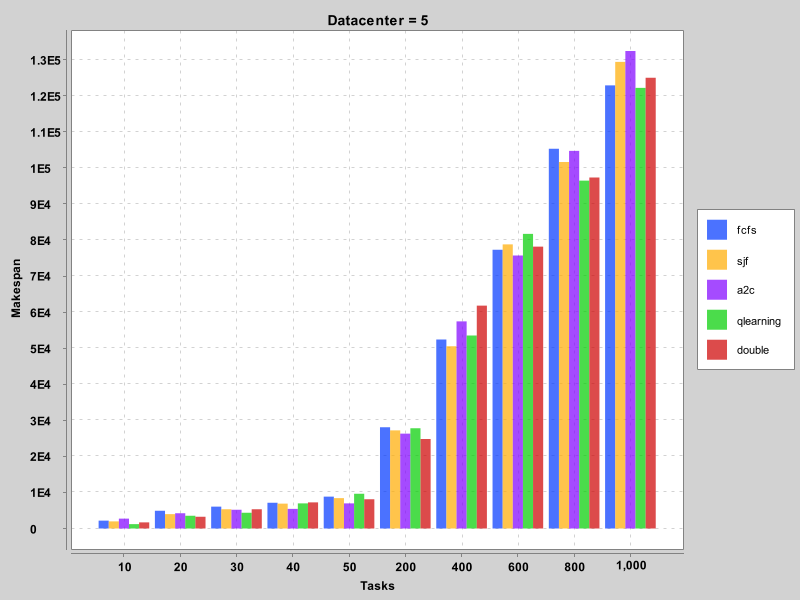 Datacenter = 5
1.3E5
1.2E5
1.1E5
1E5
9E4
8E4
7E4
6E4
5E4
4E4
3E4
2E4
1E4
0
Makespan
10 20 30 40 50 200 400 600 800 1,000
Tasks
fcfs
sjf
a2c
qlearning
double